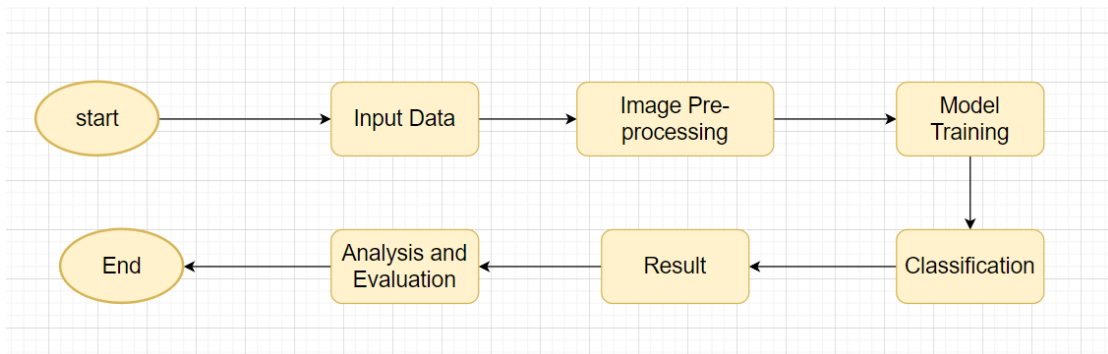 start
Input Data
Image Pre-
processing
Model
Training
Classification
Result
Analysis and
Evaluation
End